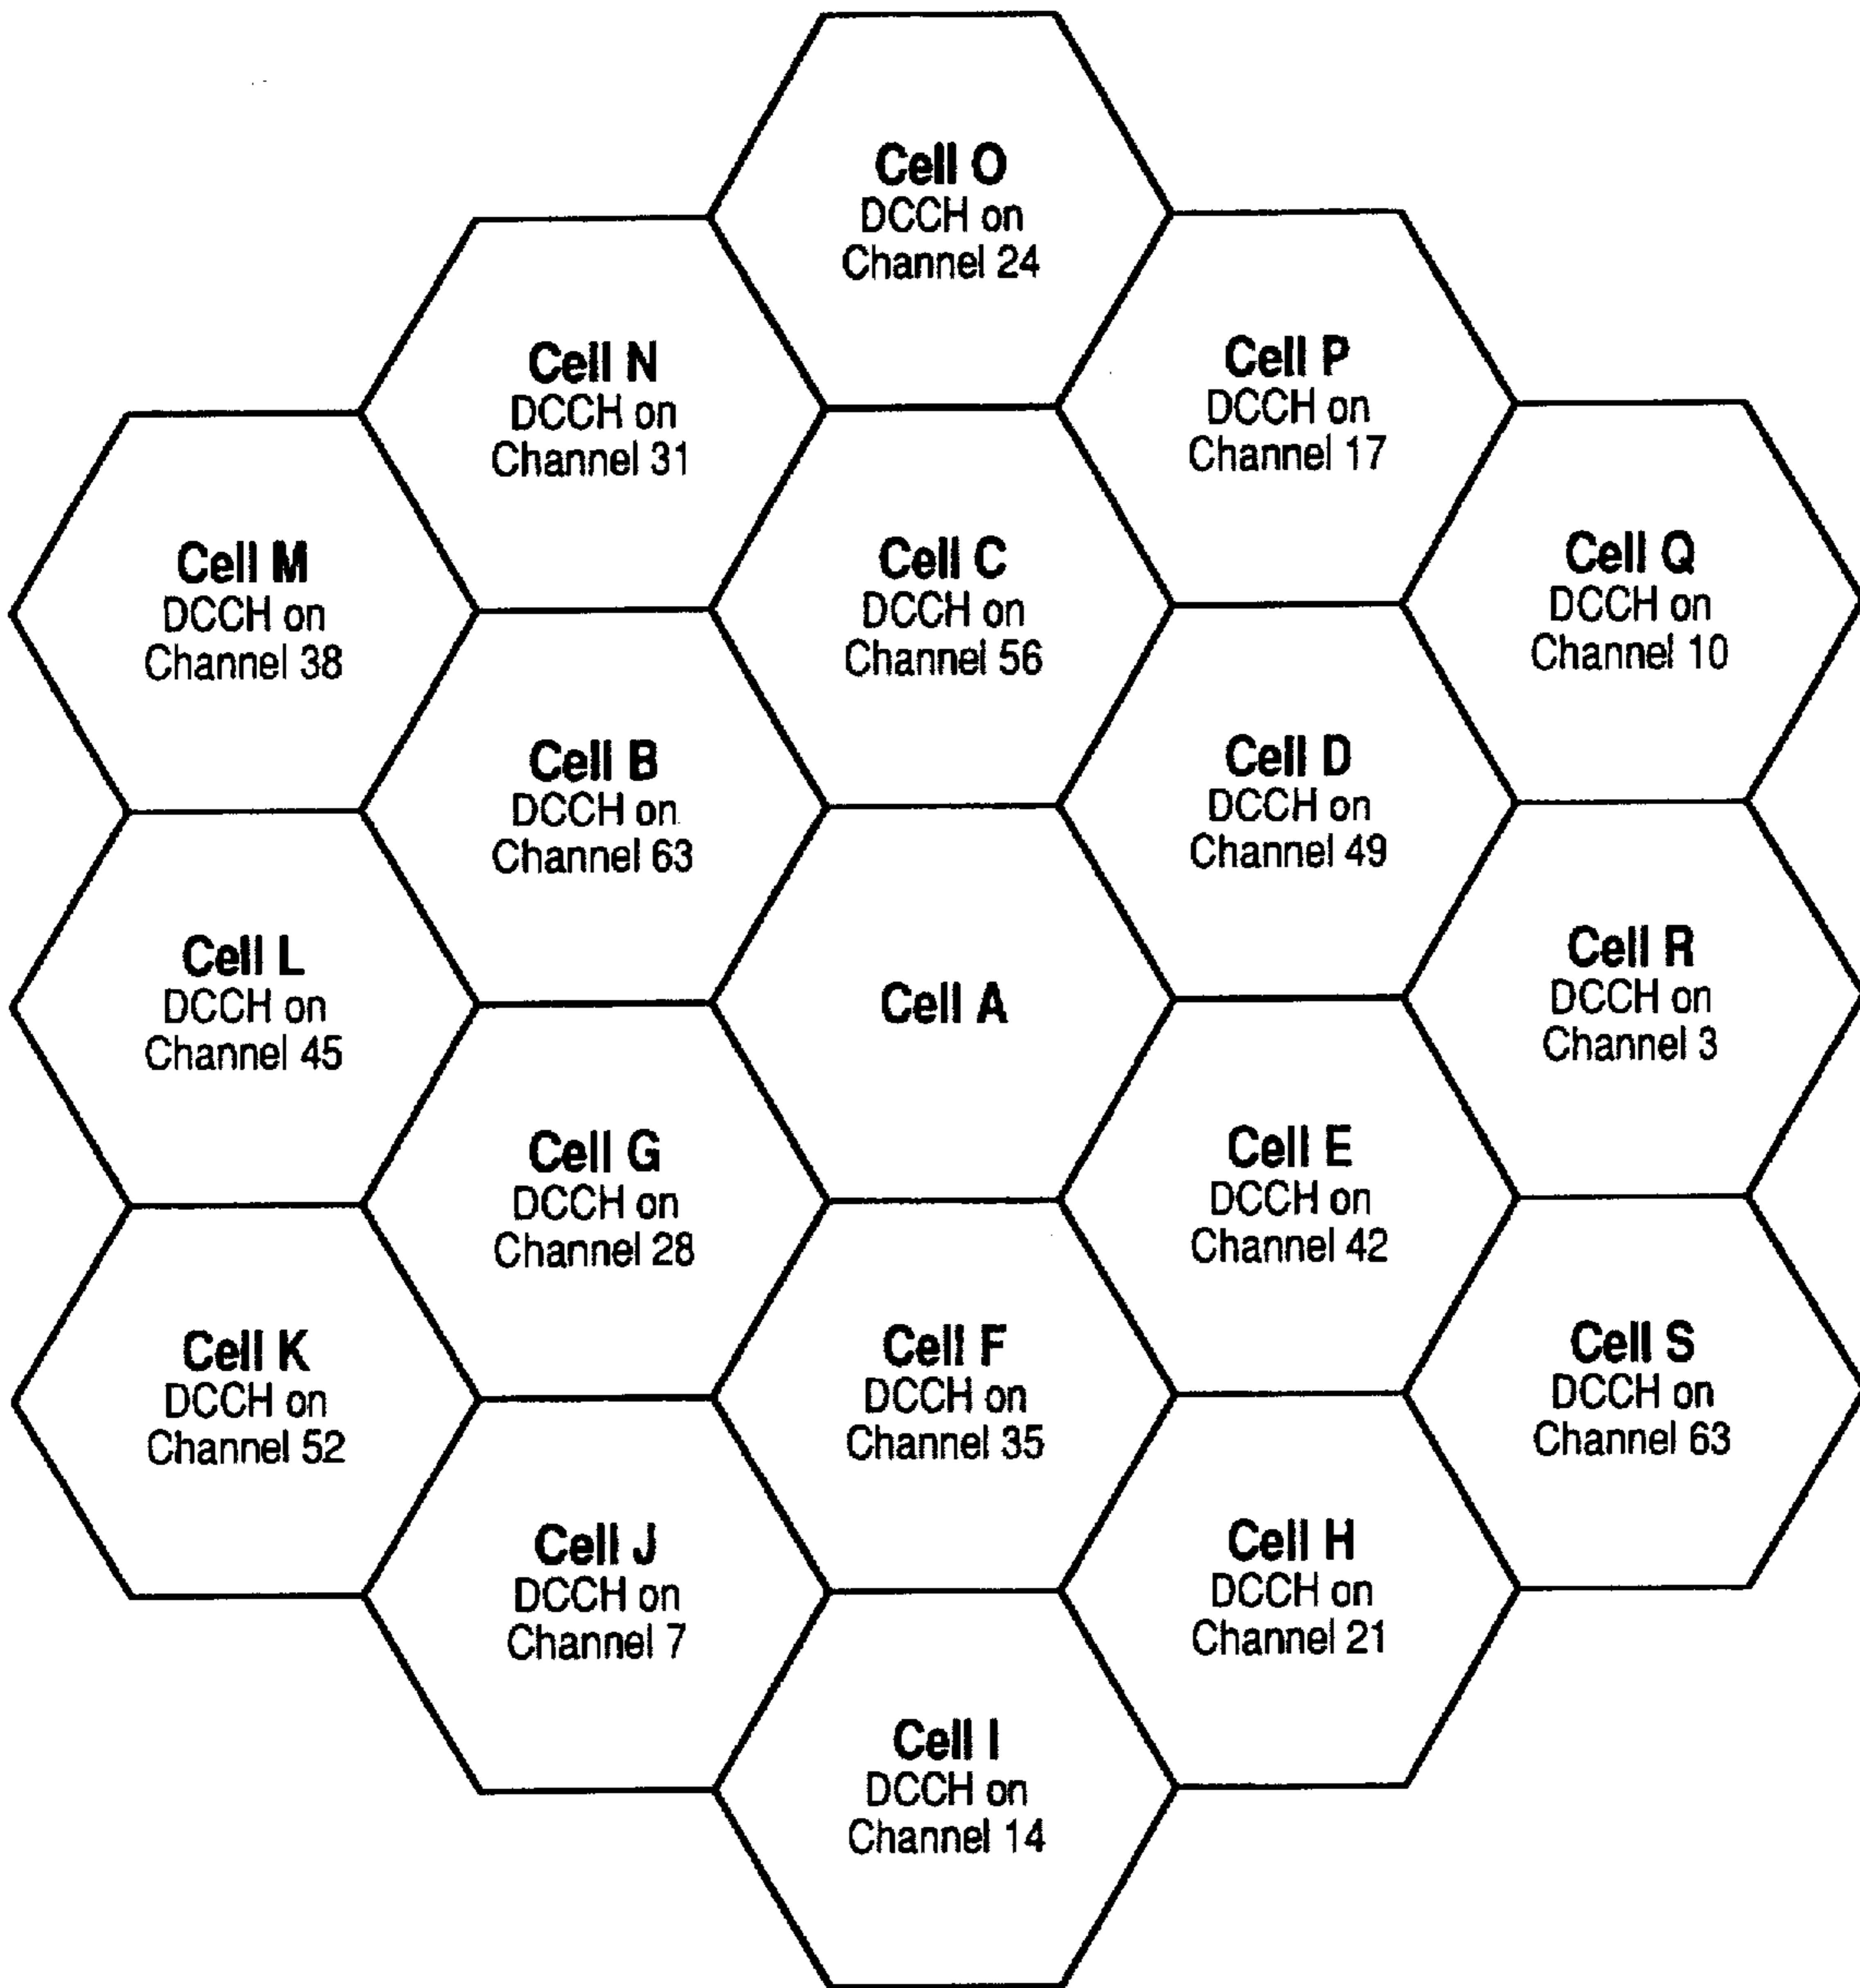 Cell O
DCCH on
Channel 24
Cell N
DCCH on
Channel 31
Cell P
DCCH on
Channel 17
Cell M
DCCH on
Channel 38
Cell C
DCCH on
Channel 56
Cell Q
DCCH on
Channel 10
Cell B
DCCH on
Channel 63
Cell D
DCCH on
Channel 49
Cell L
DCCH on
Channel 45
Cell A
Cell R
DCCH on
Channel 3
Cell G
DCCH on
Channel 28
Cell E
DCCH on
Channel 42
Cell K
DCCH on
Channel 52
Cell F
DCCH on
Channel 35
Cell S
DCCH on
Channel 63
Cell J
DCCH on
Channel 7
Cell H
DCCH on
Channel 21
Cell I
DCCH on
Channel 14